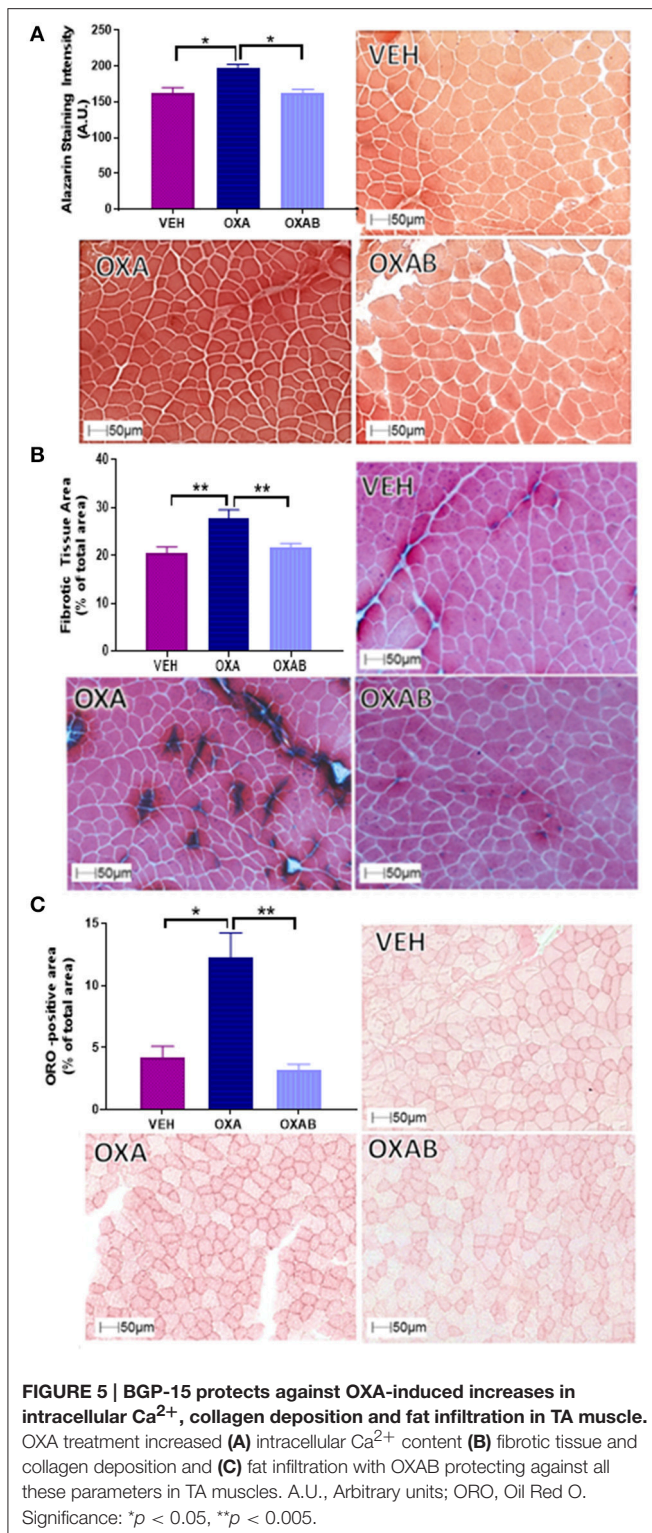 A
Alazarin Staining Intensity
(A.U.)
250
200
150
100
50
0
*
*
VEH
OXA
OXAB
VEH
50µm
OXA
50µm
OXAB
50µm
B
Fibrotic Tissue Area
(% of total area)
40
30
20
10
0
**
**
VEH
OXA
OXAB
VEH
50µm
OXA
50µm
OXAB
50µm
C
ORO -positive area
(% of total area)
15
10
5
0
*
**
VEH
OXA
OXAB
VEH
50µm
OXA
50µm
OXAB
50µm
FIGURE 5 | BGP-15 protects against OXA-induced increases in
intracellular Ca²⁺, collagen deposition and fat infiltration in TA muscle.
OXA treatment increased (A) intracellular Ca²⁺ content (B) fibrotic tissue and
collagen deposition and (C) fat infiltration with OXAB protecting against all
these parameters in TA muscles. A.U., Arbitrary units; ORO, Oil Red O.
Significance: *p < 0.05, **p < 0.005.